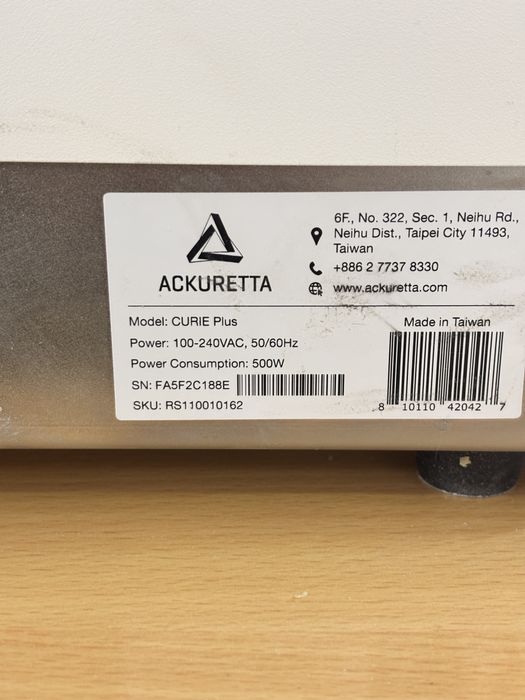 ACKURETTA
6F., No. 322, Sec. 1, Neihu Rd.,
Neihu Dist., Taipei City 11493,
Taiwan
+886 2 7737 8330
www.ackuretta.com
Model: CURIE Plus
Power: 100-240VAC, 50/60Hz
Power Consumption: 500W
SN: FA5F2C188E
SKU: RS110010162
Made in Taiwan
8 10110 42042 7